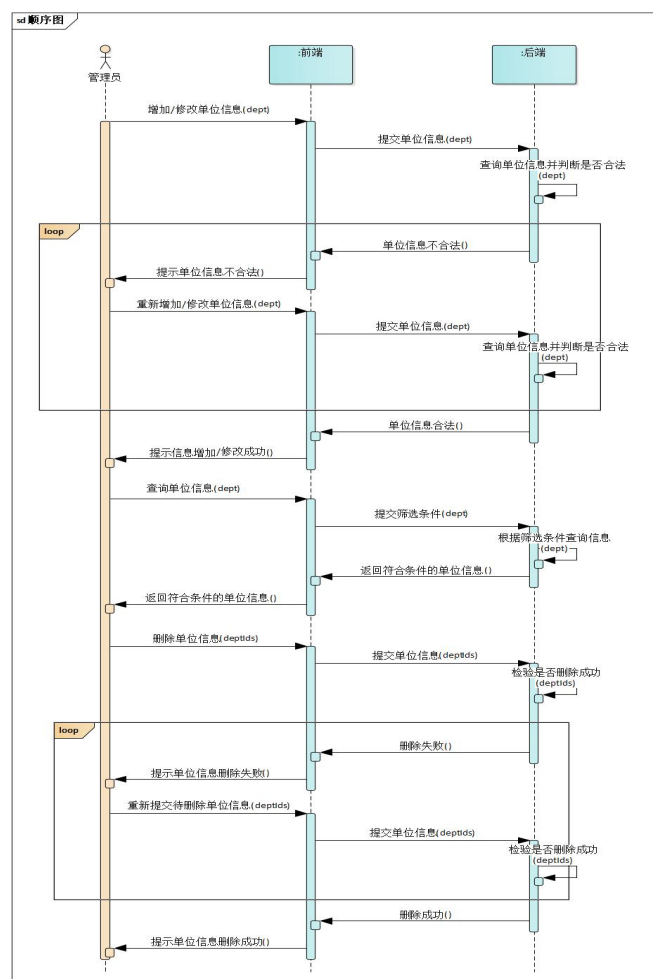 sd 顺序图
:前端
:后端
管理员
增加/修改单位信息(dept)
提交单位信息(dept)
查询单位信息并判断是否合法
(dept)
loop
单位信息不合法()
提示单位信息不合法()
重新增加/修改单位信息(dept)
提交单位信息(dept)
查询单位信息并判断是否合法
(dept)
单位信息合法()
提示信息增加/修改成功()
查询单位信息(dept)
提交筛选条件(dept)
根据筛选条件查询信息
(dept)
返回符合条件的单位信息()
返回符合条件的单位信息()
删除单位信息(deptIds)
提交单位信息(deptIds)
检验是否删除成功
(deptIds)
loop
删除失败()
提示单位信息删除失败()
重新提交待删除单位信息(deptIds)
提交单位信息(deptIds)
检验是否删除成功
(deptIds)
删除成功()
提示单位信息删除成功()